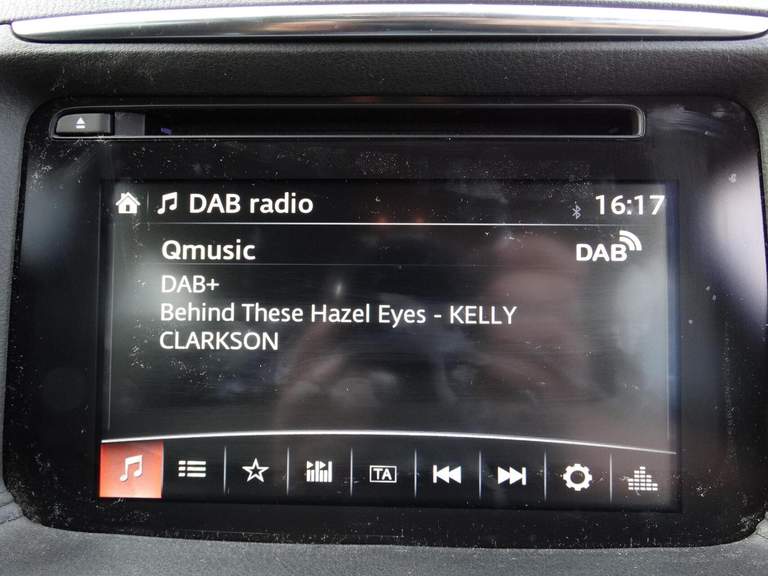 DAB radio 16:17
Qmusic DAB
DAB+
Behind These Hazel Eyes - KELLY
CLARKSON
TA